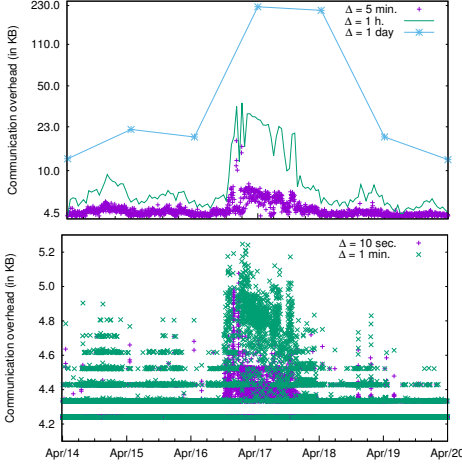 Communication overhead (in KB)
230.0
110.0
50.0
23.0
10.0
4.5
Δ = 5 min.
Δ = 1 h.
Δ = 1 day
Communication overhead (in KB)
5.2
5.0
4.8
4.6
4.4
4.2
Δ = 10 sec.
Δ = 1 min.
Apr/14 Apr/15 Apr/16 Apr/17 Apr/18 Apr/19 Apr/20